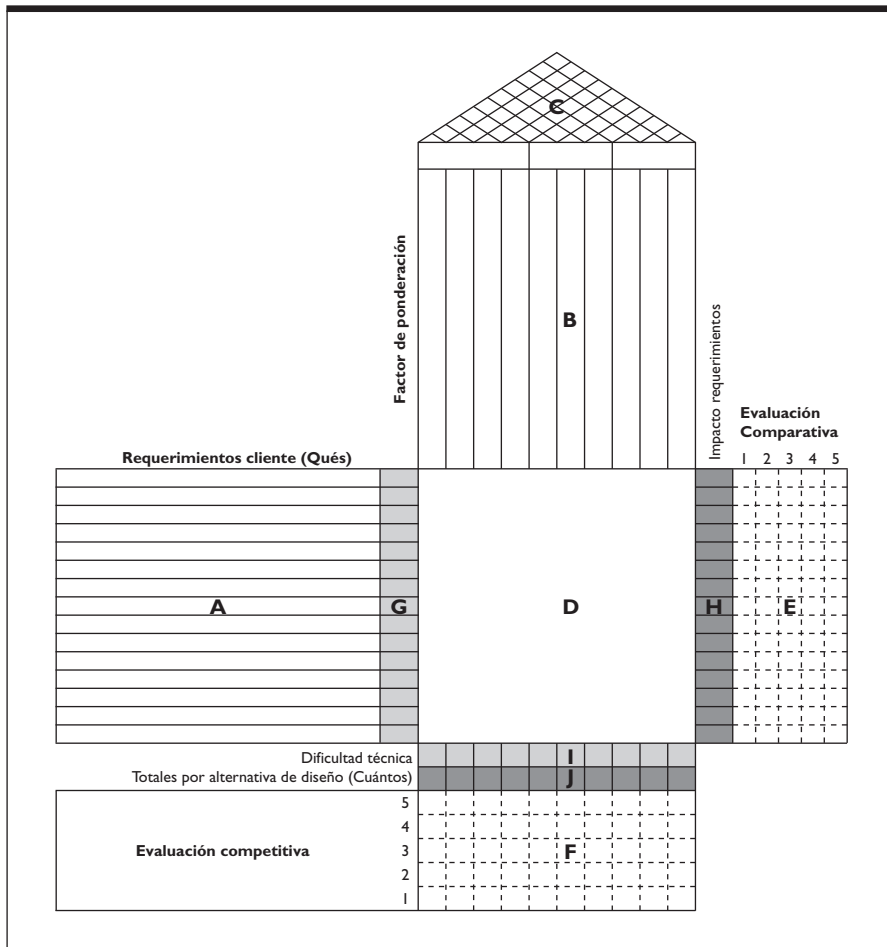 C
Factor de ponderación
B
Impacto requerimientos
Evaluación
Comparativa
Requerimientos cliente (Qués)
1 2 3 4 5
A
G
D
H
E
Dificultad técnica
I
Totales por alternativa de diseño (Cuántos)
J
5
4
Evaluación competitiva
3
F
2
1